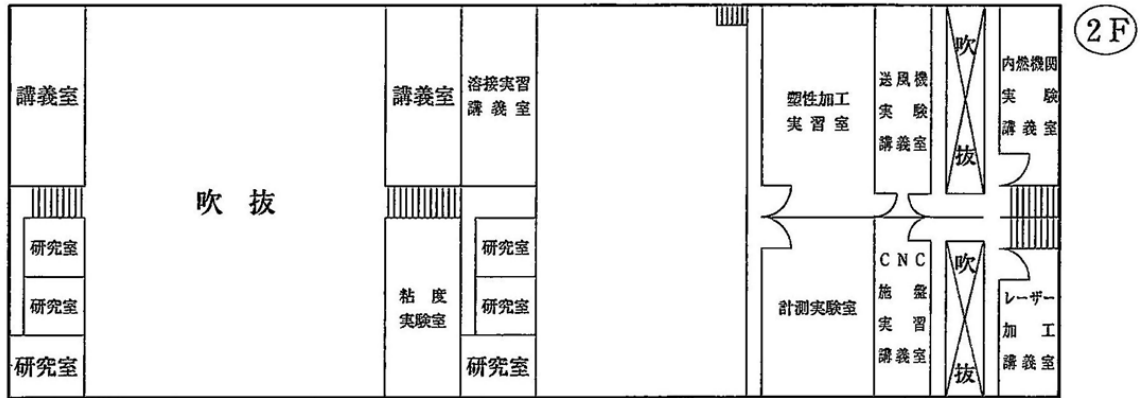 2F
講義室
吹 抜
研究室
研究室
研究室
講義室
溶接実習
講 義 室
粘 度
実験室
研究室
研究室
研究室
塑性加工
実 習 室
送 風 機
実 験
講 義 室
吹
抜
内燃機関
実 験
講 義 室
計測実験室
C N C
施 盤
実 習
講 義 室
吹
抜
レーザー
加 工
講 義 室